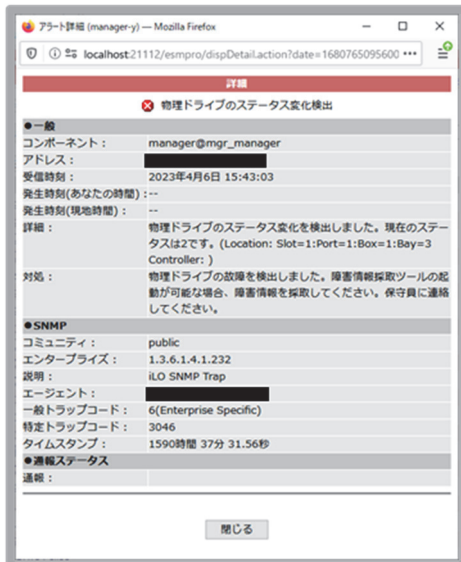 アラート詳細 (manager-y) — Mozilla Firefox
localhost:21112/esmpro/dispDetail.action?date=1680765095600
詳細
物理ドライブのステータス変化検出
●一般
コンポーネント： manager@mgr_manager
アドレス：
受信時刻： 2023年4月6日 15:43:03
発生時刻(あなたの時間)：--
発生時刻(現地時間)： --
詳細： 物理ドライブのステータス変化を検出しました。現在のステー
タスは2です。(Location: Slot=1:Port=1:Box=1:Bay=3
Controller: )
対処： 物理ドライブの故障を検出しました。障害情報採取ツールの起
動が可能な場合、障害情報を採取してください。保守員に連絡
してください。
●SNMP
コミュニティ： public
エンタープライズ： 1.3.6.1.4.1.232
説明： iLO SNMP Trap
エージェント：
一般トラップコード： 6(Enterprise Specific)
特定トラップコード： 3046
タイムスタンプ： 1590時間 37分 31.56秒
●通報ステータス
通報：
閉じる